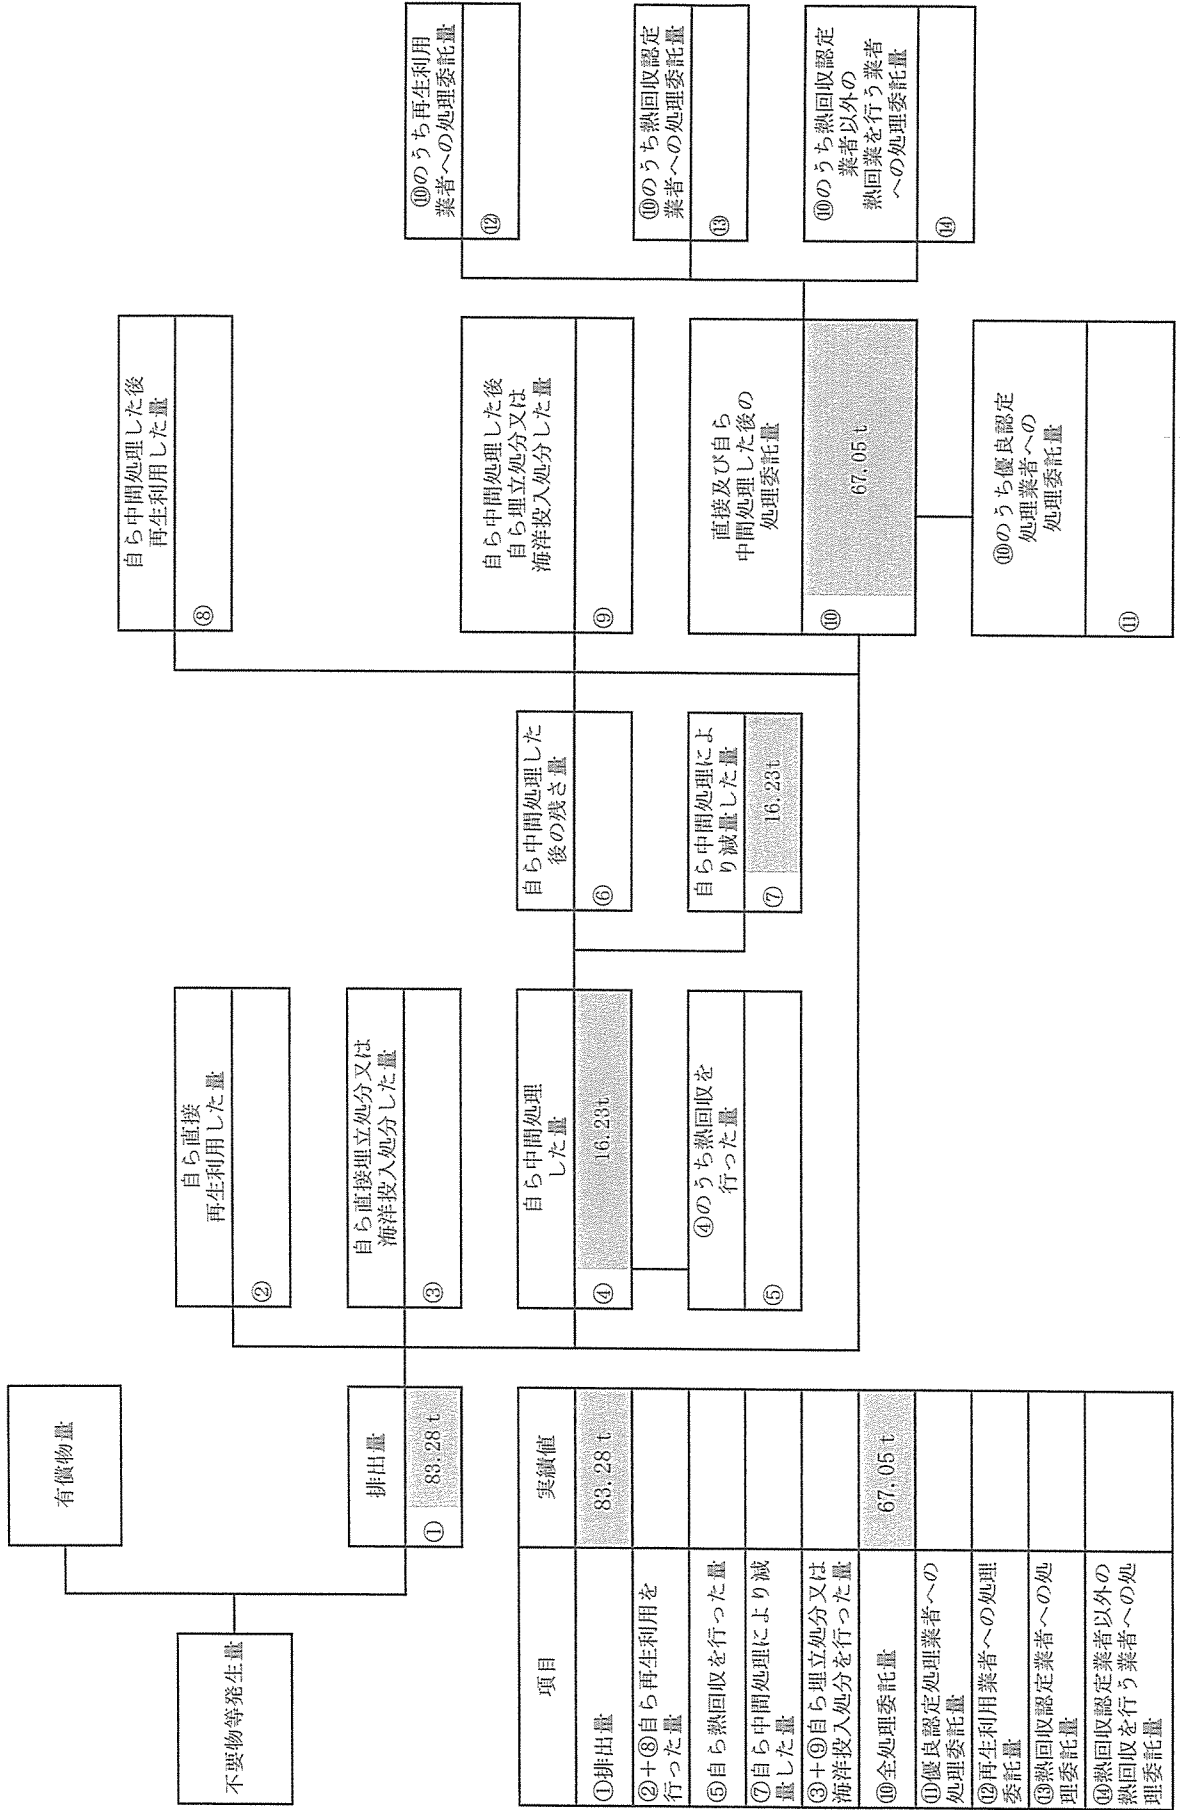 不要物等発生量
有償物量
排出量
① 83.28 t
自ら直接
再生利用した量
②
自ら直接埋立処分又は
海洋投入処分した量
③
自ら中間処理
した量
④ 16.23t
④のうち熱回収を
行った量
⑤
自ら中間処理した
後の残さ量
⑥
自ら中間処理によ
り減量した量
⑦ 16.23t
自ら中間処理した後
再生利用した量
⑧
自ら中間処理した後
自ら埋立処分又は
海洋投入処分した量
⑨
直接及び自ら
中間処理した後の
処理委託量
⑩ 67.05 t
⑩のうち優良認定
処理業者への
処理委託量
⑪
⑩のうち再生利用
業者への処理委託量
⑫
⑩のうち熱回収認定
業者への処理委託量
⑬
⑩のうち熱回収認定
業者以外の
熱回業を行う業者
への処理委託量
⑭
項目 実績値
①排出量 83.28 t
②+⑧自ら再生利用を
行った量
⑤自ら熱回収を行った量
⑦自ら中間処理により減
量した量
③+⑨自ら埋立処分又は
海洋投入処分を行った量
⑩全処理委託量 67.05 t
⑪優良認定処理業者への
処理委託量
⑫再生利用業者への処理
委託量
⑬熱回収認定業者への処
理委託量
⑭熱回収認定業者以外の
熱回収を行う業者への処
理委託量